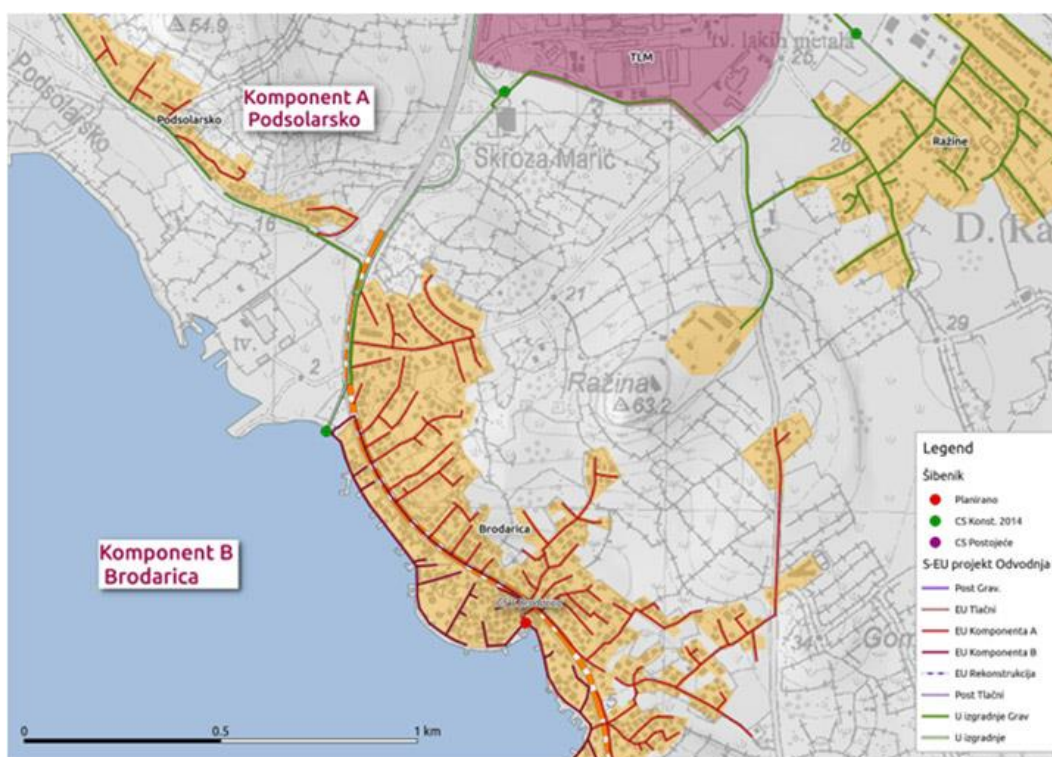 54.9
tv. lakih metala
TLM
Komponent A
Podsolarsko
Podsolarsko
Podsolarsko
26
Ražine
Skroza Marić
16
D. Ra
21
29
tv.
2
Ražina
63.2
Legend
Šibenik
Planirano
CS Konst. 2014
CS Postojeće
S-EU projekt Odvodnja
Post Grav.
EU Tlačni
EU Komponenta A
EU Komponenta B
EU Rekonstrukcija
Post Tlačni
U izgradnje Grav
U izgradnje
Brodarica
Komponent B
Brodarica
34
Gor
0 0.5 1 km